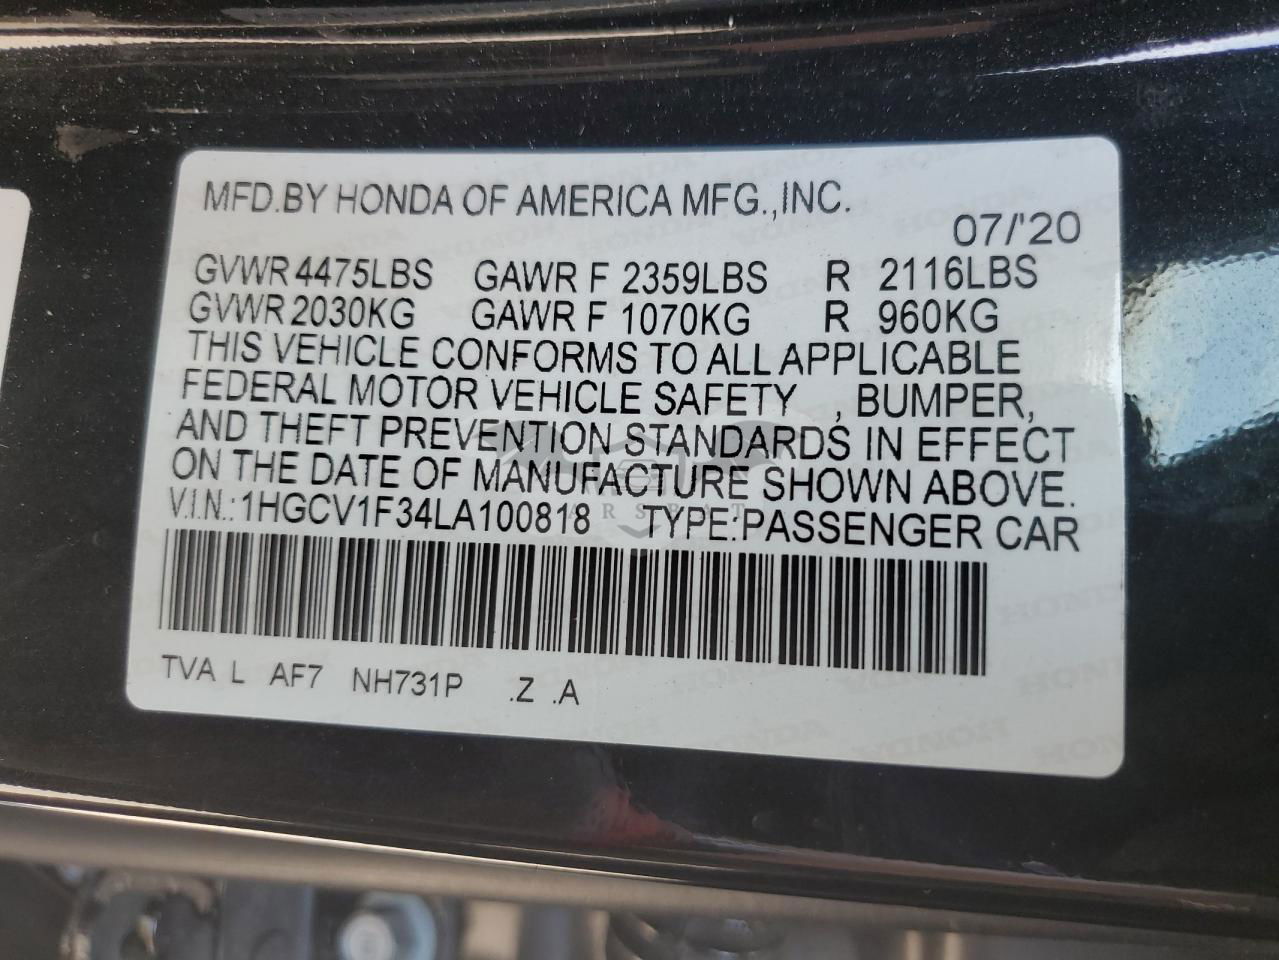 MFD.BY HONDA OF AMERICA MFG.,INC.
07/'20
GVWR 4475LBS GAWR F 2359LBS R 2116LBS
GVWR 2030KG GAWR F 1070KG R 960KG
THIS VEHICLE CONFORMS TO ALL APPLICABLE
FEDERAL MOTOR VEHICLE SAFETY , BUMPER,
AND THEFT PREVENTION STANDARDS IN EFFECT
ON THE DATE OF MANUFACTURE SHOWN ABOVE.
V.I.N.: 1HGCV1F34LA100818 TYPE:PASSENGER CAR
TVA L AF7 NH731P .Z .A